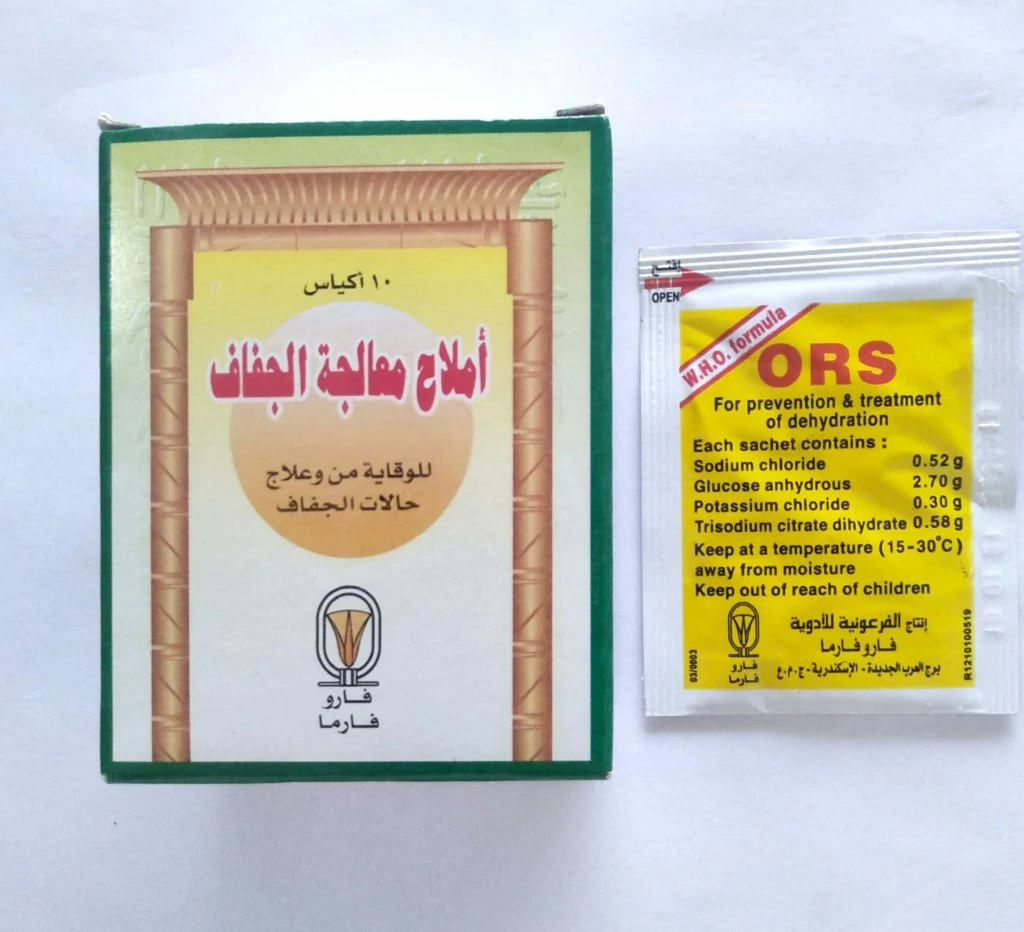 ١٠ أكياس
أملاح معالجة الجفاف
للوقاية من وعلاج
حالات الجفاف
فارو
فارما
إفتح
OPEN
W.H.O. formula
ORS
For prevention & treatment
of dehydration
Each sachet contains :
Sodium chloride 0.52 g
Glucose anhydrous 2.70 g
Potassium chloride 0.30 g
Trisodium citrate dihydrate 0.58 g
Keep at a temperature (15-30°C)
away from moisture
Keep out of reach of children
إنتاج الفرعونية للأدوية
فارو فارما
برج العرب الجديدة - الإسكندرية - ج.م.ع
فارو
فارما
03/0003
R1210100519